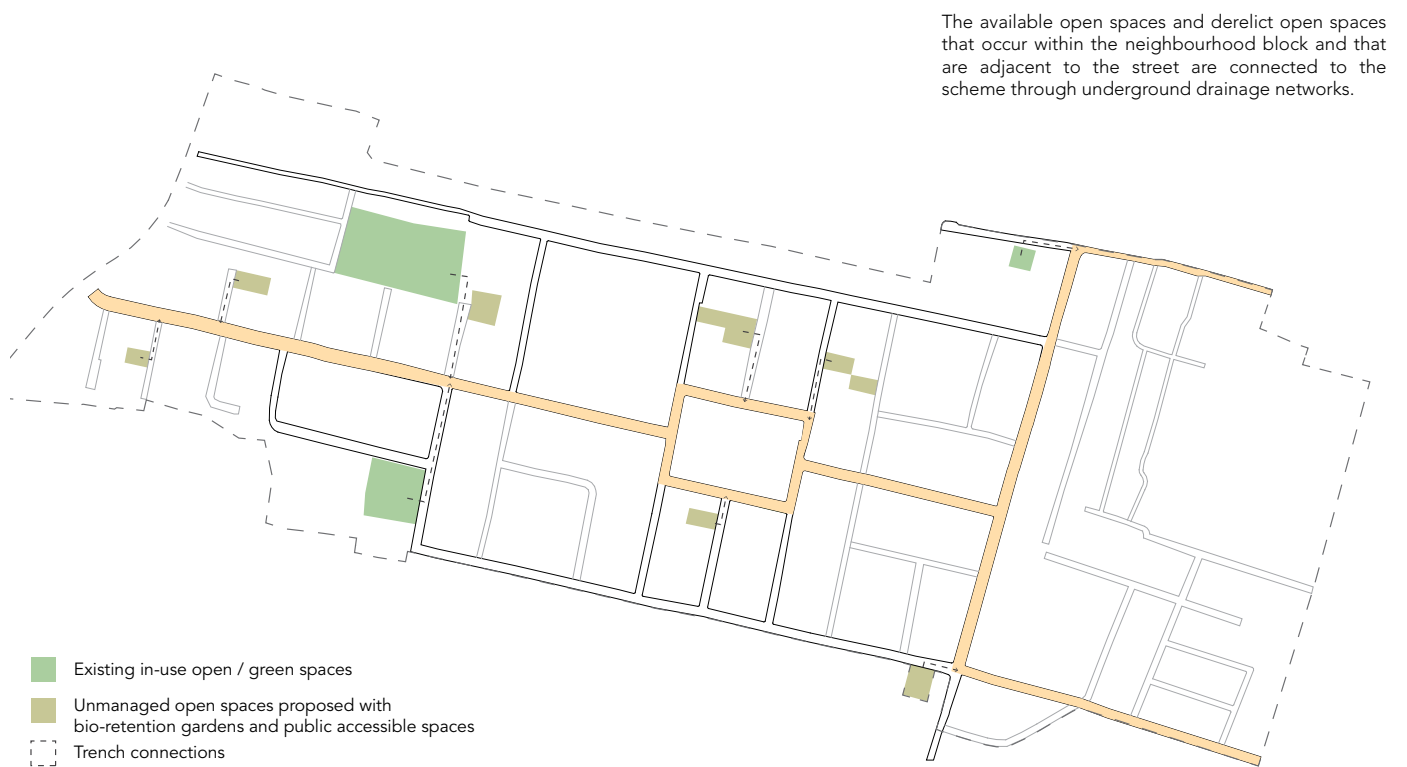 The available open spaces and derelict open spaces
that occur within the neighbourhood block and that
are adjacent to the street are connected to the
scheme through underground drainage networks.
Existing in-use open / green spaces
Unmanaged open spaces proposed with
bio-retention gardens and public accessible spaces
Trench connections